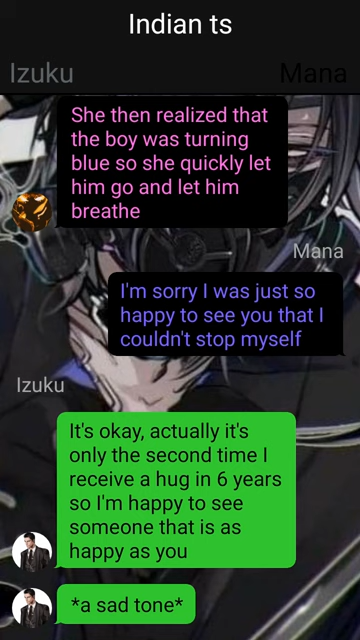 Indian ts
Izuku
Mana
She then realized that
the boy was turning
blue so she quickly let
him go and let him
breathe
Mana
I'm sorry I was just so
happy to see you that I
couldn't stop myself
Izuku
It's okay, actually it's
only the second time I
receive a hug in 6 years
so I'm happy to see
someone that is as
happy as you
*a sad tone*